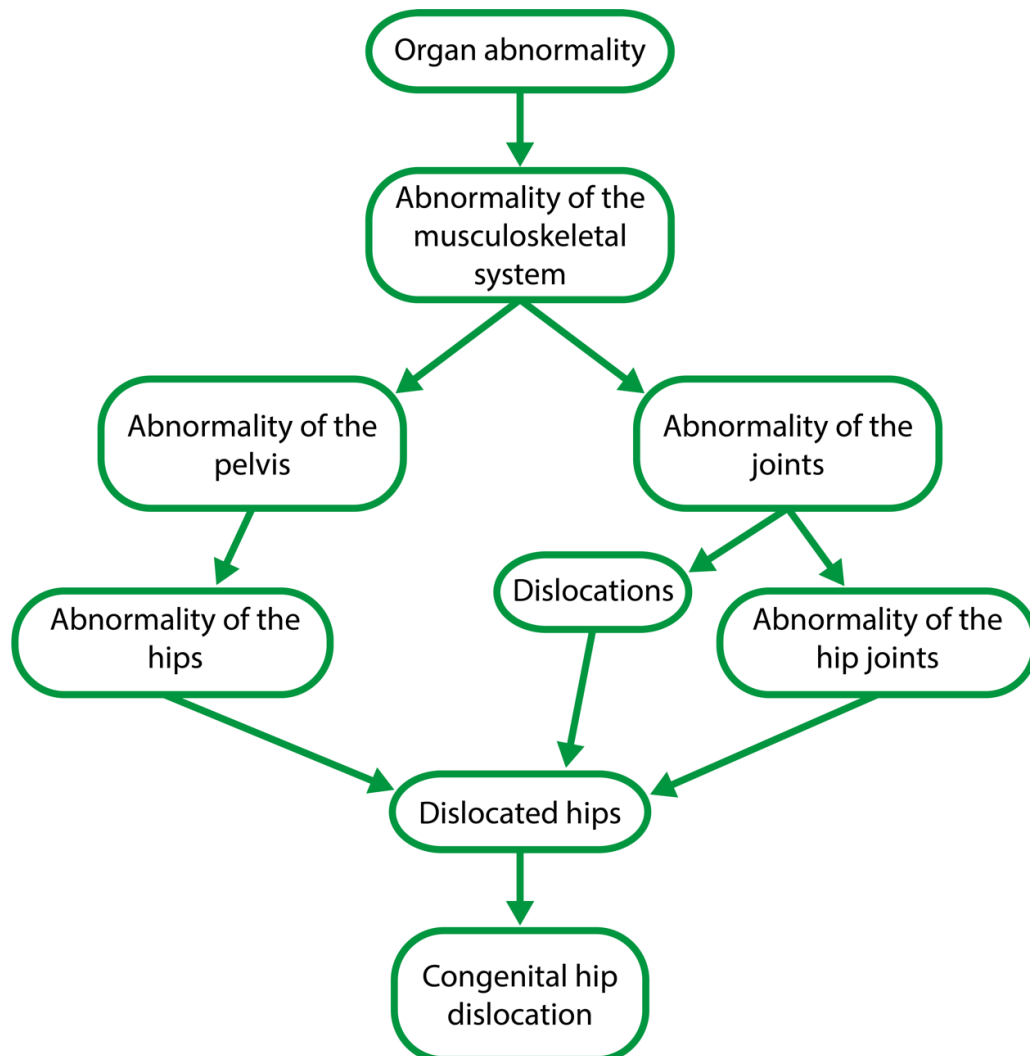 Organ abnormality
Abnormality of the
musculoskeletal
system
Abnormality of the
pelvis
Abnormality of the
joints
Dislocations
Abnormality of the
hips
Abnormality of the
hip joints
Dislocated hips
Congenital hip
dislocation